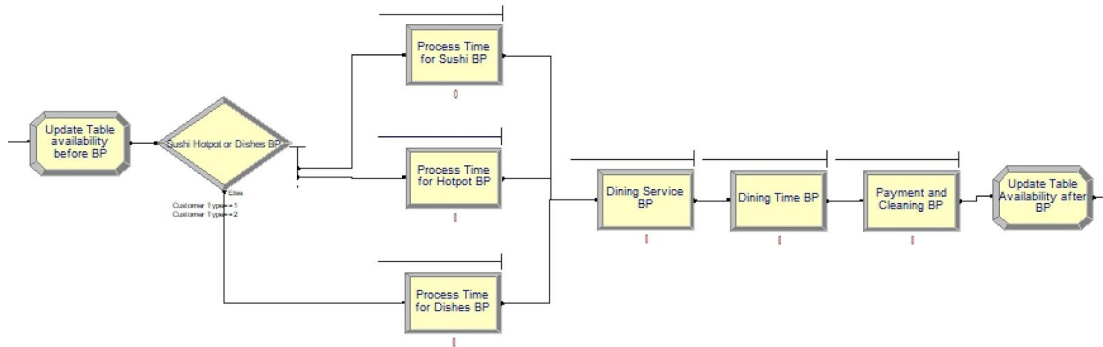 Process Time
for Sushi BP
0
Update Table
availability
before BP
Sushi Hotpot or Dishes BP
Else
Customer Type==1
Customer Type==2
Process Time
for Hotpot BP
0
Dining Service
BP
0
Dining Time BP
0
Payment and
Cleaning BP
0
Update Table
Availability after
BP
Process Time
for Dishes BP
0